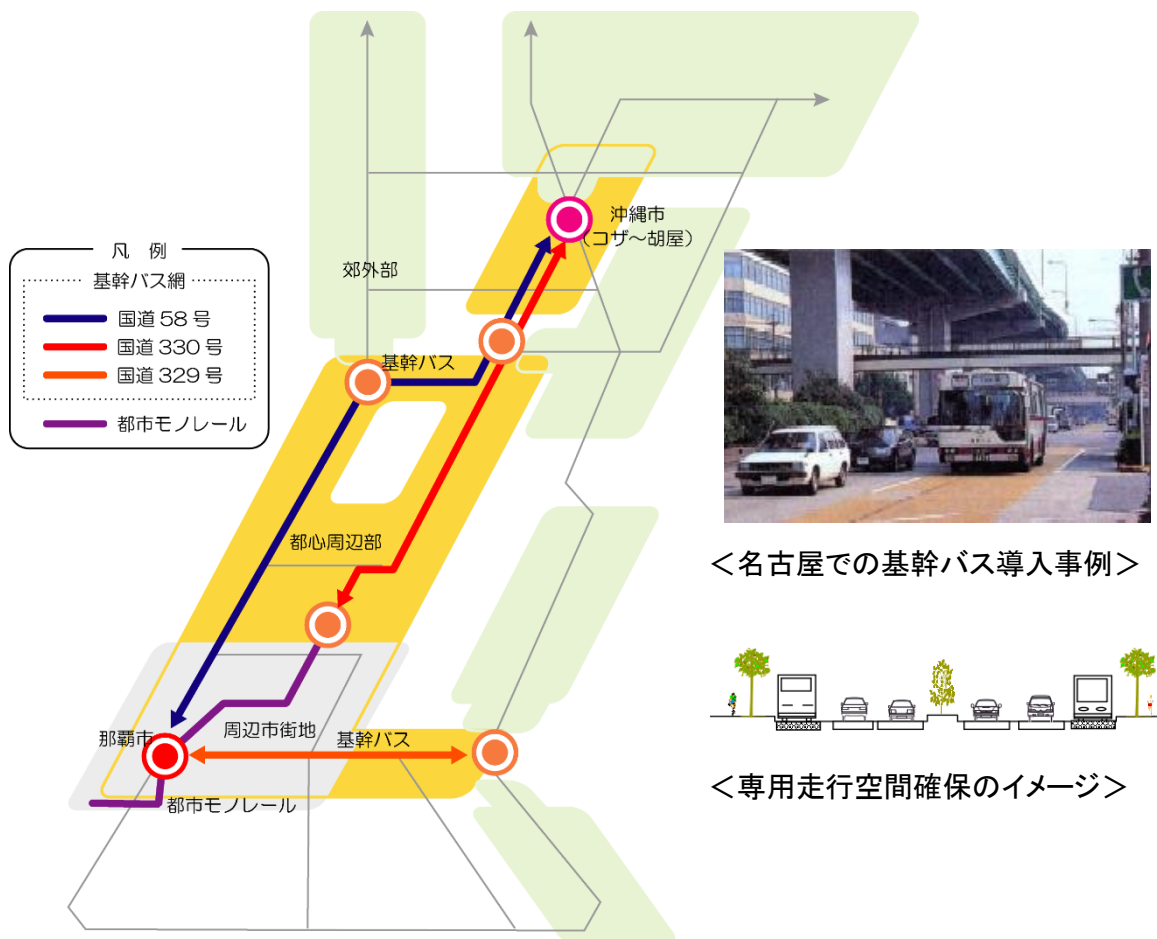 沖縄市
(コザ～胡屋)
凡 例
基幹バス網
国道 58 号
国道 330 号
国道 329 号
都市モノレール
郊外部
基幹バス
都心周辺部
周辺市街地
那覇市
基幹バス
都市モノレール
＜名古屋での基幹バス導入事例＞
＜専用走行空間確保のイメージ＞